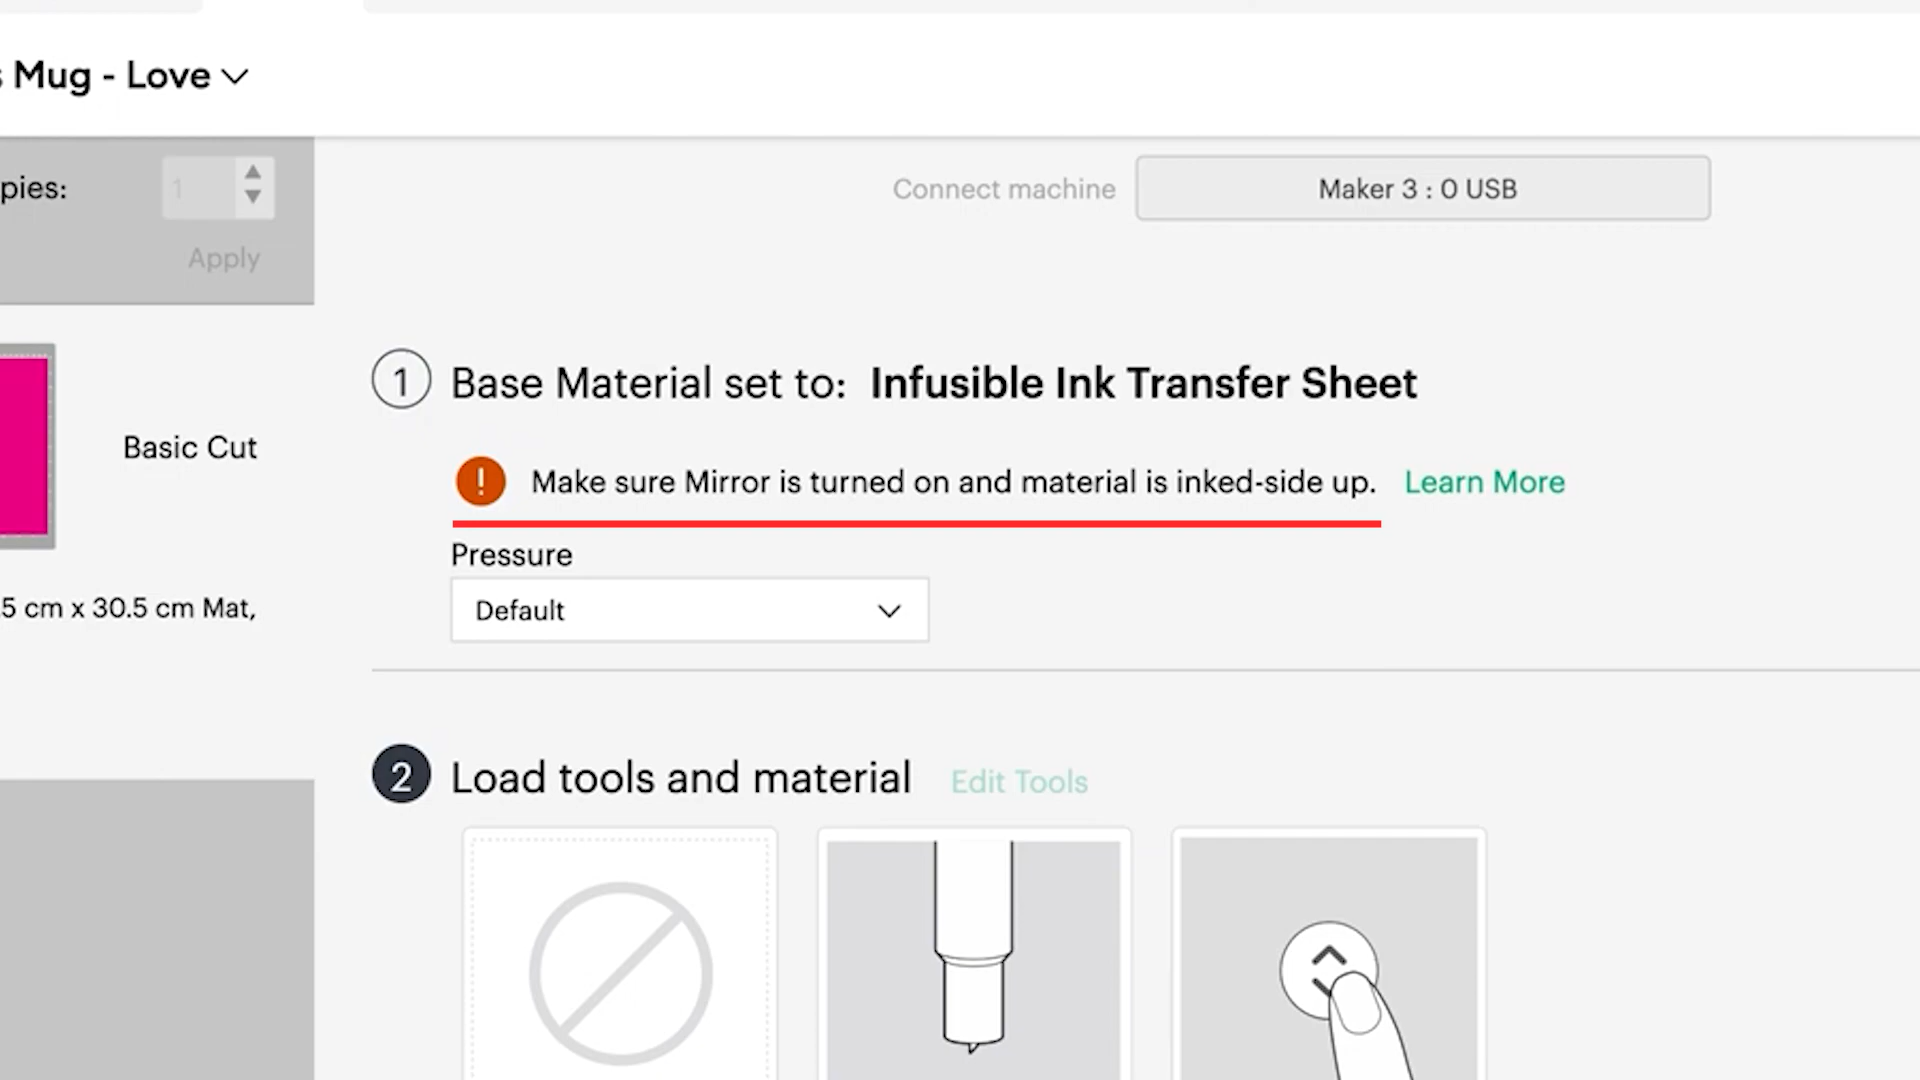 Mug - Love
pies:
1
Apply
Connect machine
Maker 3 : 0 USB
1
Base Material set to: Infusible Ink Transfer Sheet
Basic Cut
! Make sure Mirror is turned on and material is inked-side up. Learn More
Pressure
Default
5 cm x 30.5 cm Mat,
2
Load tools and material
Edit Tools